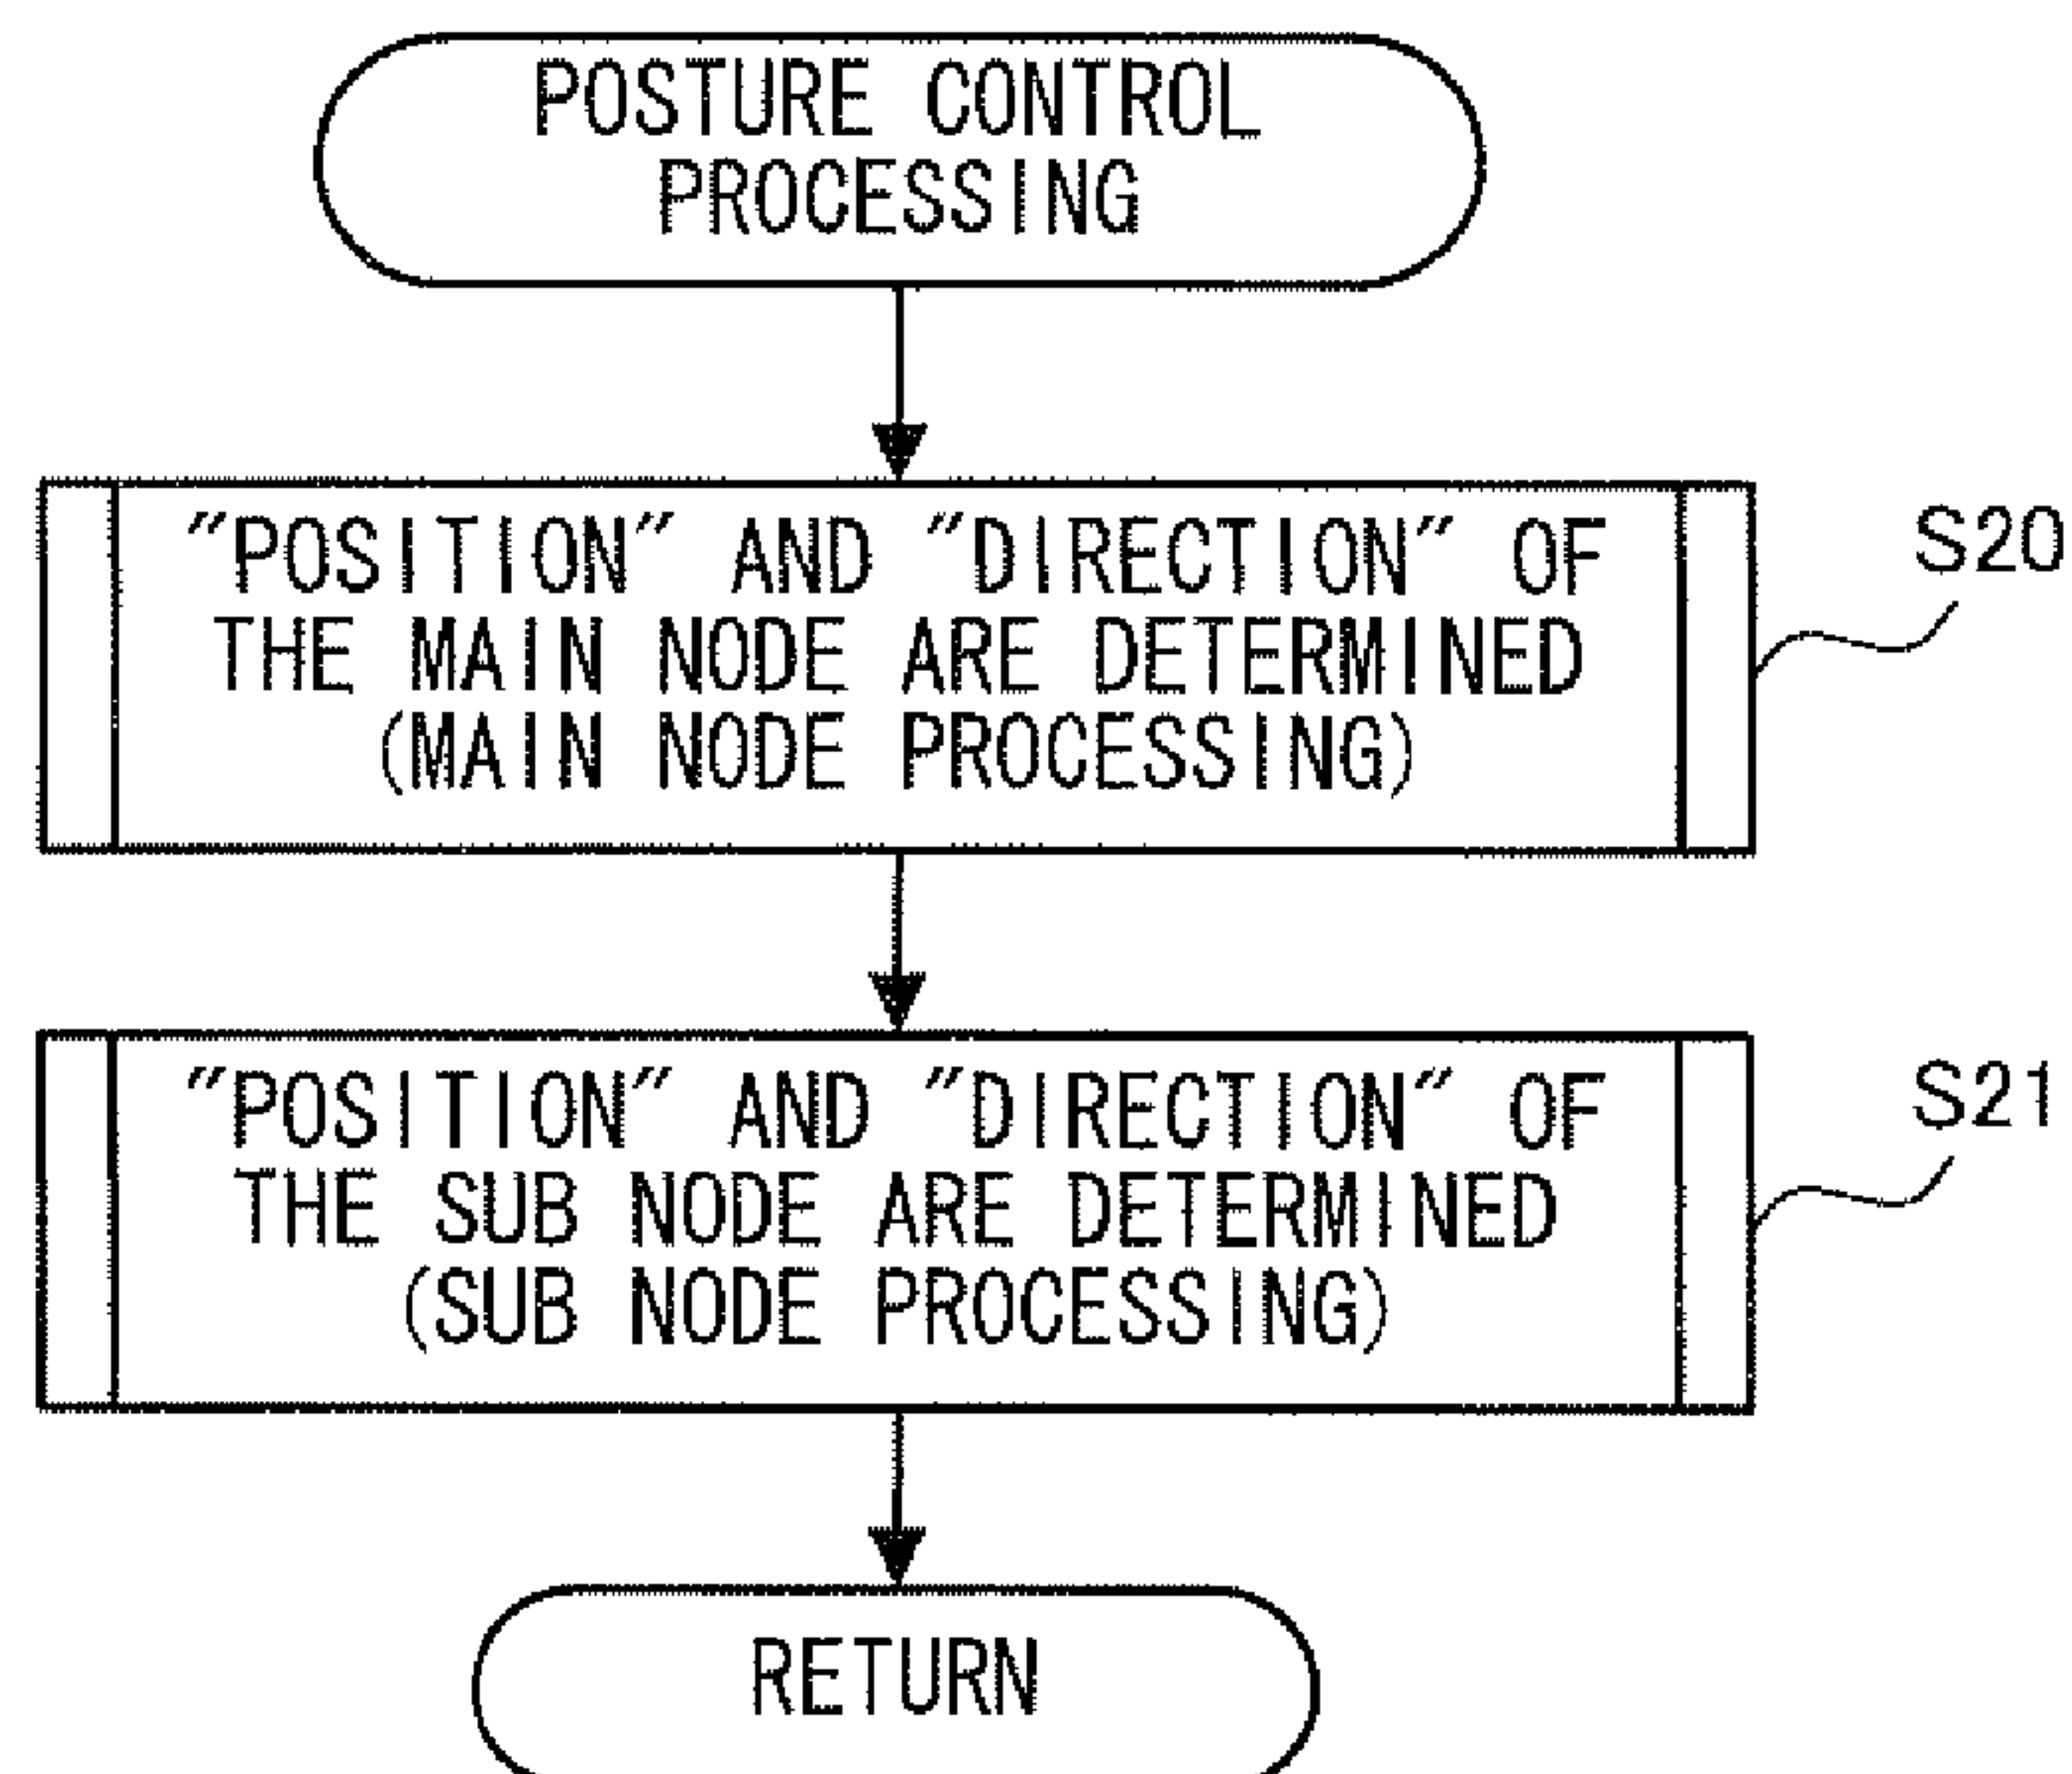 POSTURE CONTROL
PROCESSING
"POSITION" AND "DIRECTION" OF
THE MAIN NODE ARE DETERMINED
(MAIN NODE PROCESSING)
S20
"POSITION" AND "DIRECTION" OF
THE SUB NODE ARE DETERMINED
(SUB NODE PROCESSING)
S21
RETURN